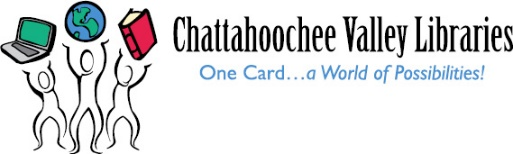 Chattahoochee Valley Libraries
One Card...a World of Possibilities!